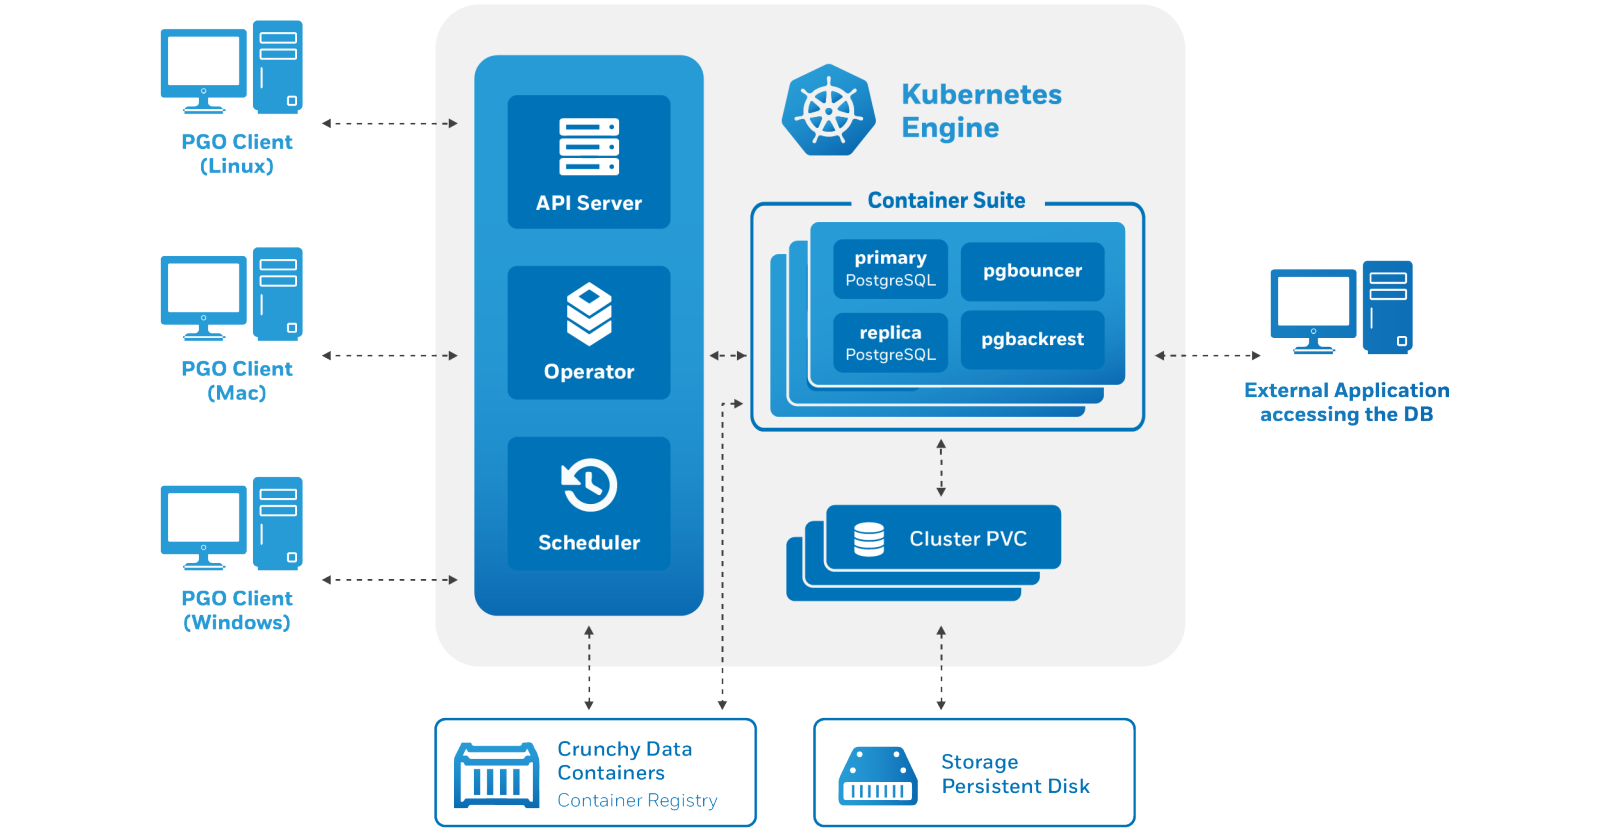 PGO Client
(Linux)
PGO Client
(Mac)
PGO Client
(Windows)
API Server
Operator
Scheduler
Kubernetes
Engine
Container Suite
primary
PostgreSQL
pgbouncer
replica
PostgreSQL
pgbackrest
Cluster PVC
External Application
accessing the DB
Crunchy Data
Containers
Container Registry
Storage
Persistent Disk